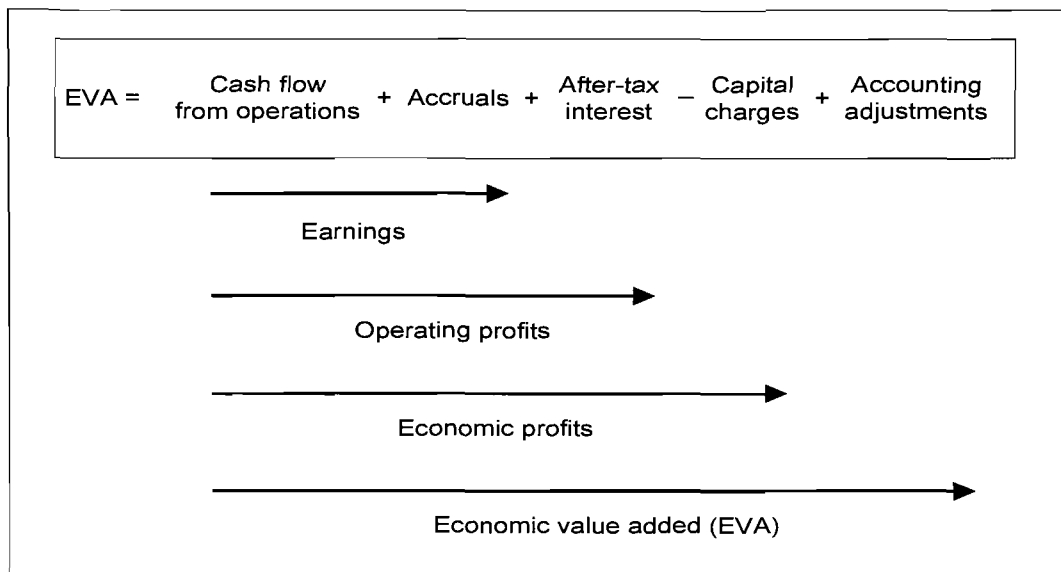 EVA = Cash flow from operations + Accruals + After-tax interest – Capital charges + Accounting adjustments
Earnings
Operating profits
Economic profits
Economic value added (EVA)